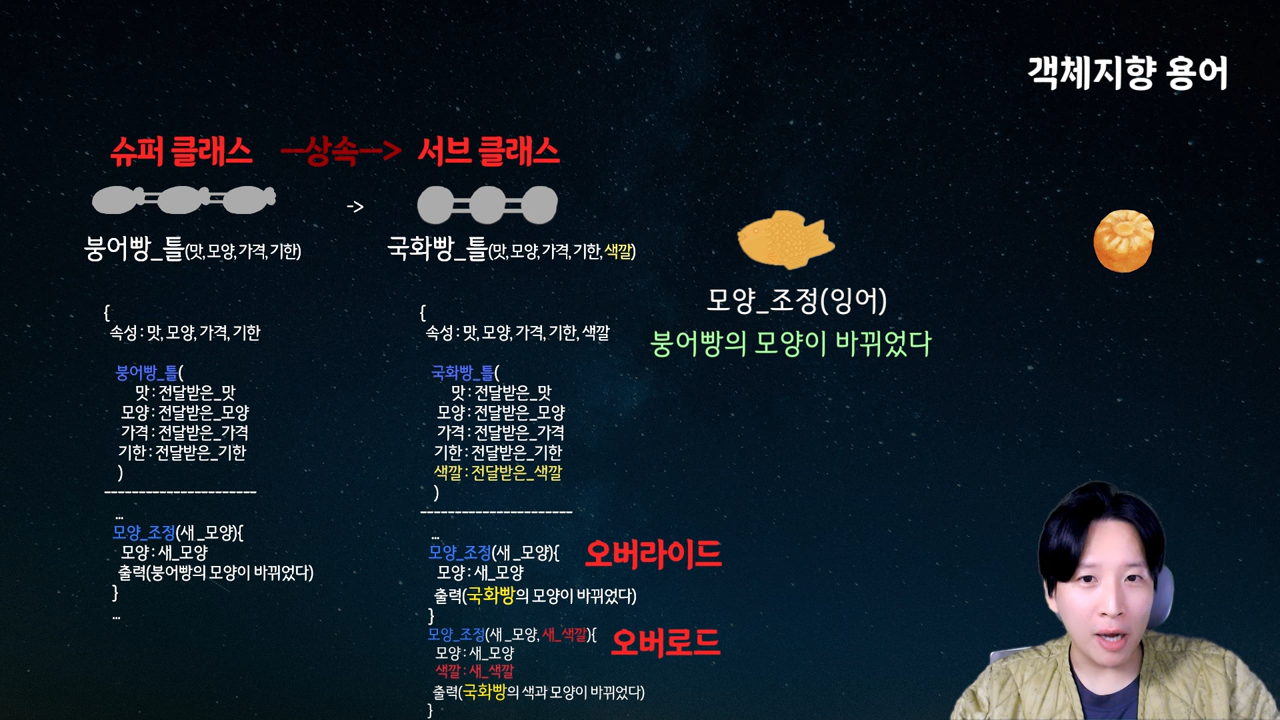 객체지향 용어
슈퍼 클래스 —상속—> 서브 클래스
->
붕어빵_틀(맛, 모양, 가격, 기한)
{
속성 : 맛, 모양, 가격, 기한
붕어빵_틀(
맛 : 전달받은_맛
모양 : 전달받은_모양
가격 : 전달받은_가격
기한 : 전달받은_기한
)
----------------------
...
모양_조정(새_모양){
모양 : 새_모양
출력(붕어빵의 모양이 바뀌었다)
}
...
국화빵_틀(맛, 모양, 가격, 기한, 색깔)
{
속성 : 맛, 모양, 가격, 기한, 색깔
국화빵_틀(
맛 : 전달받은_맛
모양 : 전달받은_모양
가격 : 전달받은_가격
기한 : 전달받은_기한
색깔 : 전달받은_색깔
)
----------------------
...
모양_조정(새_모양){
모양 : 새_모양
출력(국화빵의 모양이 바뀌었다)
}
오버라이드
모양_조정(새_모양, 새_색깔){
모양 : 새_모양
색깔 : 새_색깔
출력(국화빵의 색과 모양이 바뀌었다)
}
오버로드
모양_조정(잉어)
붕어빵의 모양이 바뀌었다